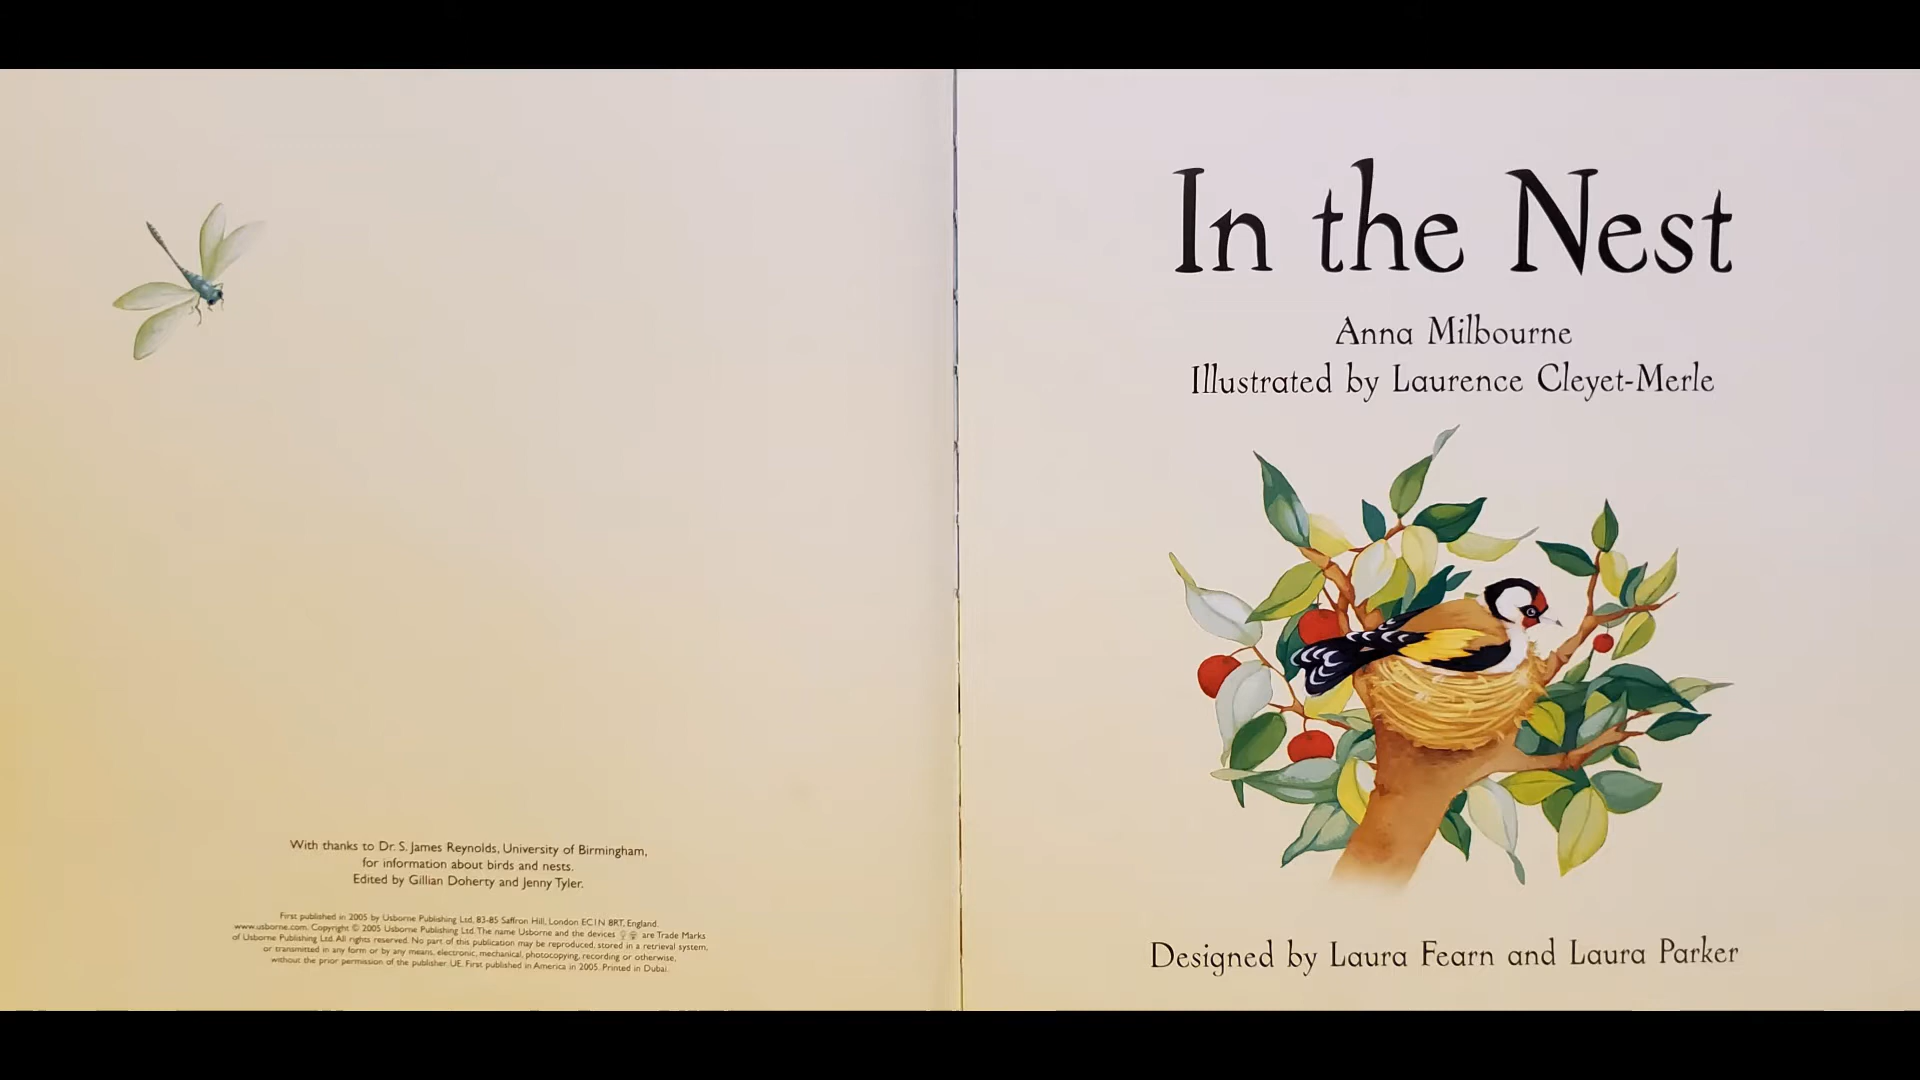 With thanks to Dr. S. James Reynolds, University of Birmingham,
for information about birds and nests.
Edited by Gillian Doherty and Jenny Tyler.
First published in 2005 by Usborne Publishing Ltd, 83-85 Saffron Hill, London EC1N 8RT, England.
www.usborne.com. Copyright © 2005 Usborne Publishing Ltd. The name Usborne and the devices are Trade Marks
of Usborne Publishing Ltd. All rights reserved. No part of this publication may be reproduced, stored in a retrieval system,
or transmitted in any form or by any means, electronic, mechanical, photocopying, recording or otherwise,
without the prior permission of the publisher. UE. First published in America in 2005. Printed in Dubai.
In the Nest
Anna Milbourne
Illustrated by Laurence Cleyet-Merle
Designed by Laura Fearn and Laura Parker